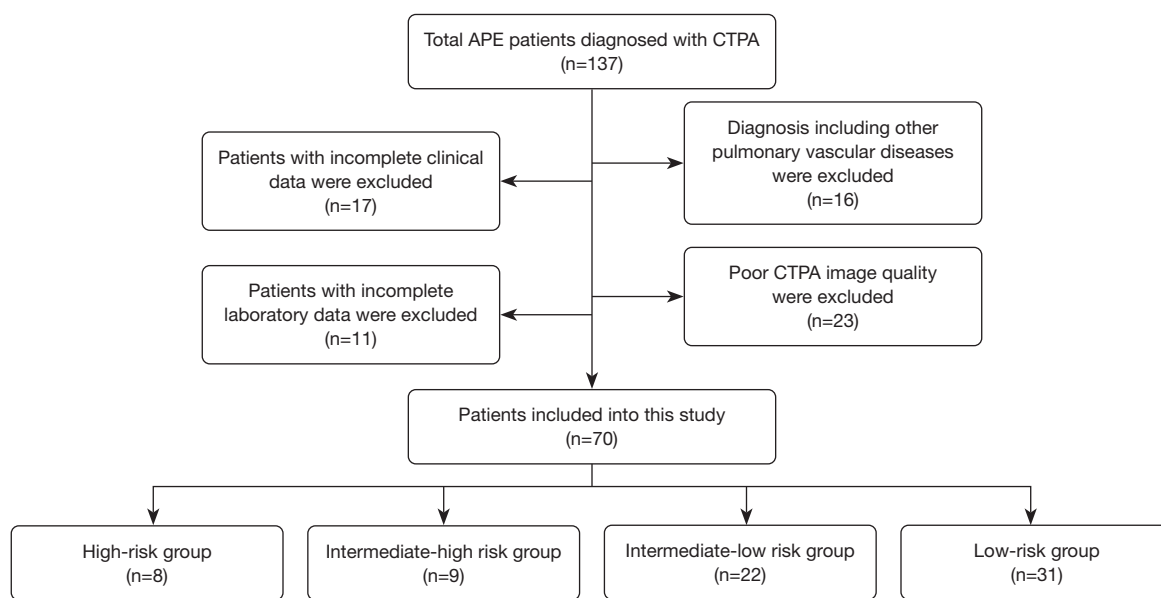 Total APE patients diagnosed with CTPA
(n=137)
Patients with incomplete clinical
data were excluded
(n=17)
Diagnosis including other
pulmonary vascular diseases
were excluded
(n=16)
Patients with incomplete
laboratory data were excluded
(n=11)
Poor CTPA image quality
were excluded
(n=23)
Patients included into this study
(n=70)
High-risk group
(n=8)
Intermediate-high risk group
(n=9)
Intermediate-low risk group
(n=22)
Low-risk group
(n=31)